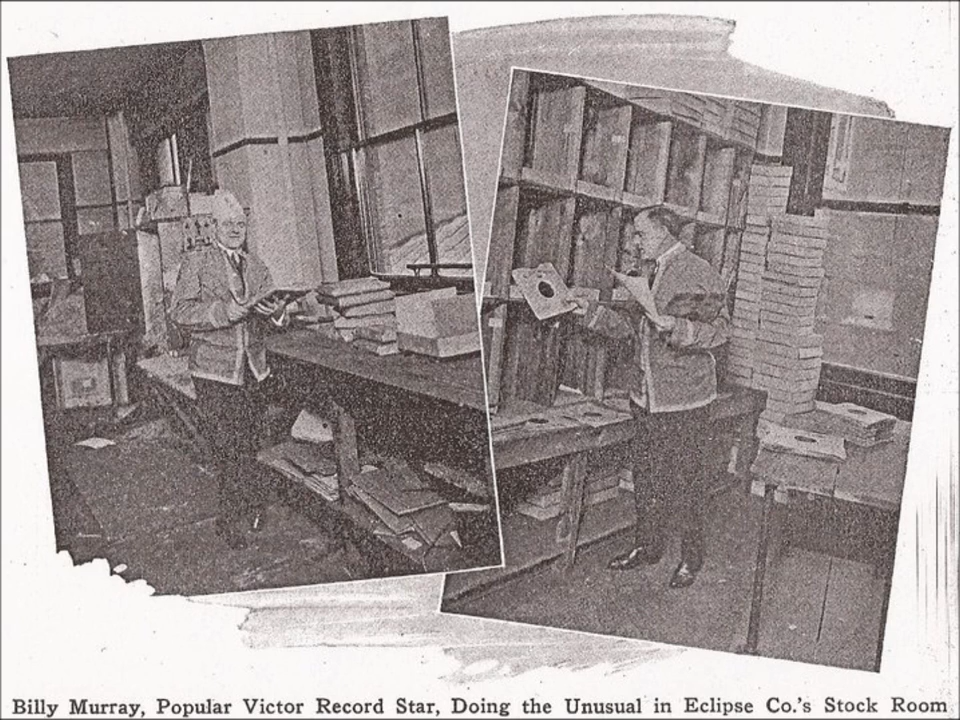 Billy Murray, Popular Victor Record Star, Doing the Unusual in Eclipse Co.'s Stock Room